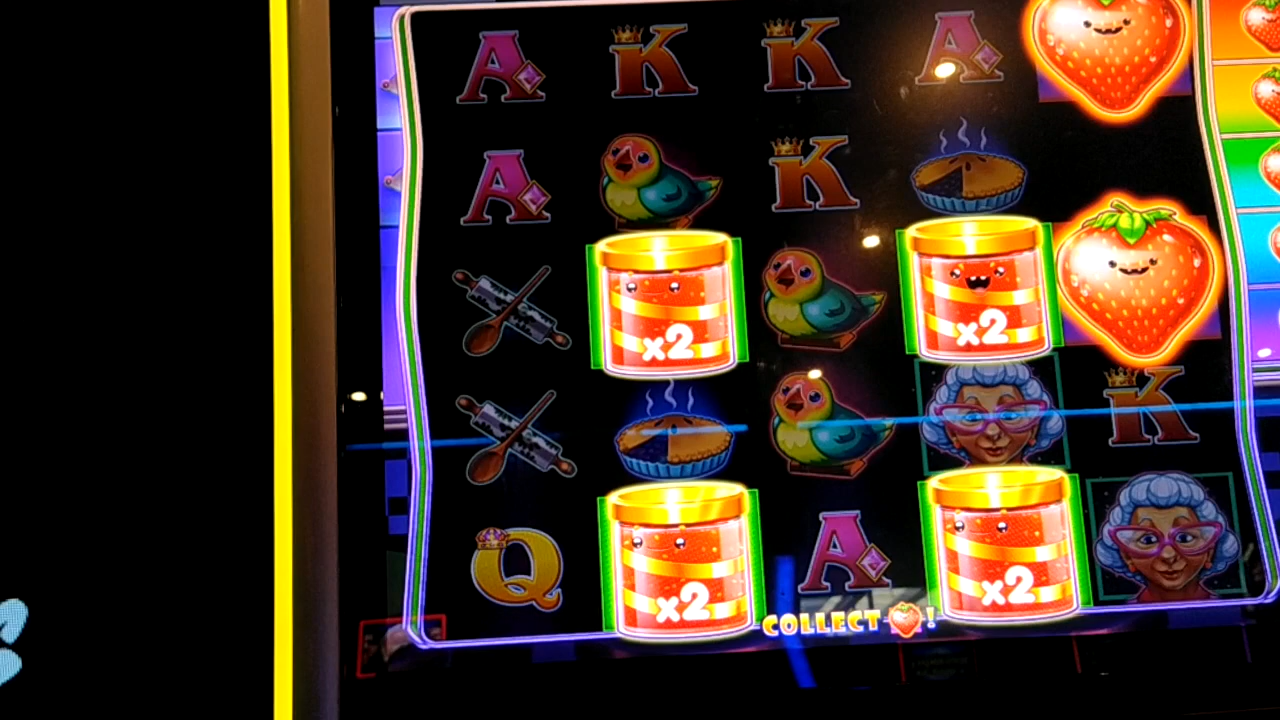 A K K A
A K
x2 x2
K
Q A
x2 x2
COLLECT !